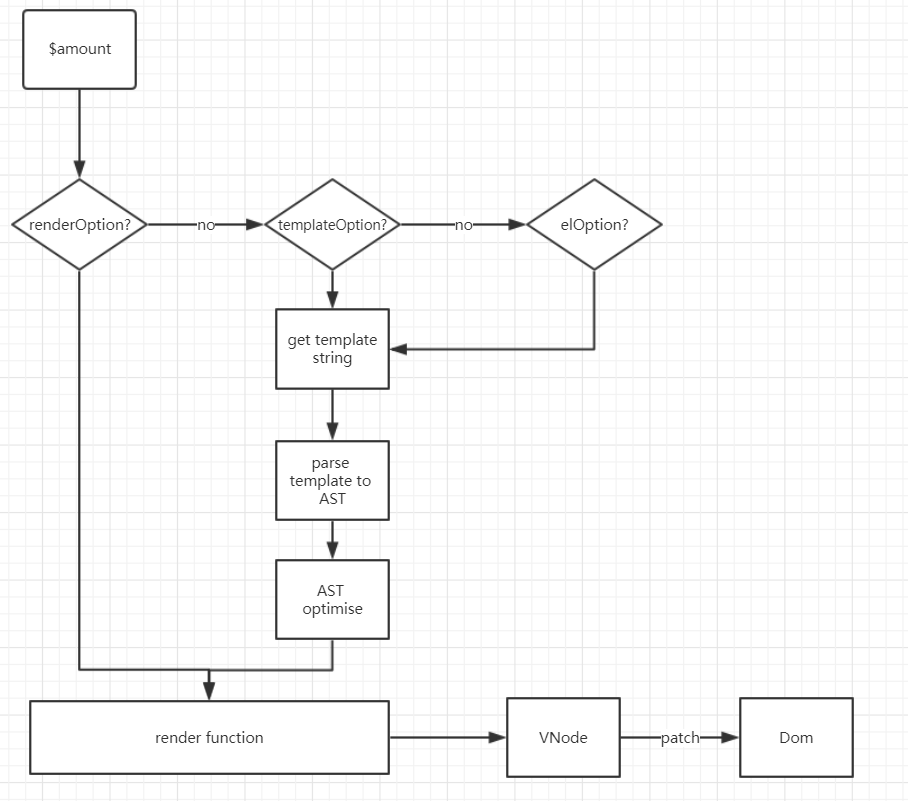 $amount
renderOption?
no
templateOption?
no
elOption?
get template
string
parse
template to
AST
AST
optimise
render function
VNode
patch
Dom